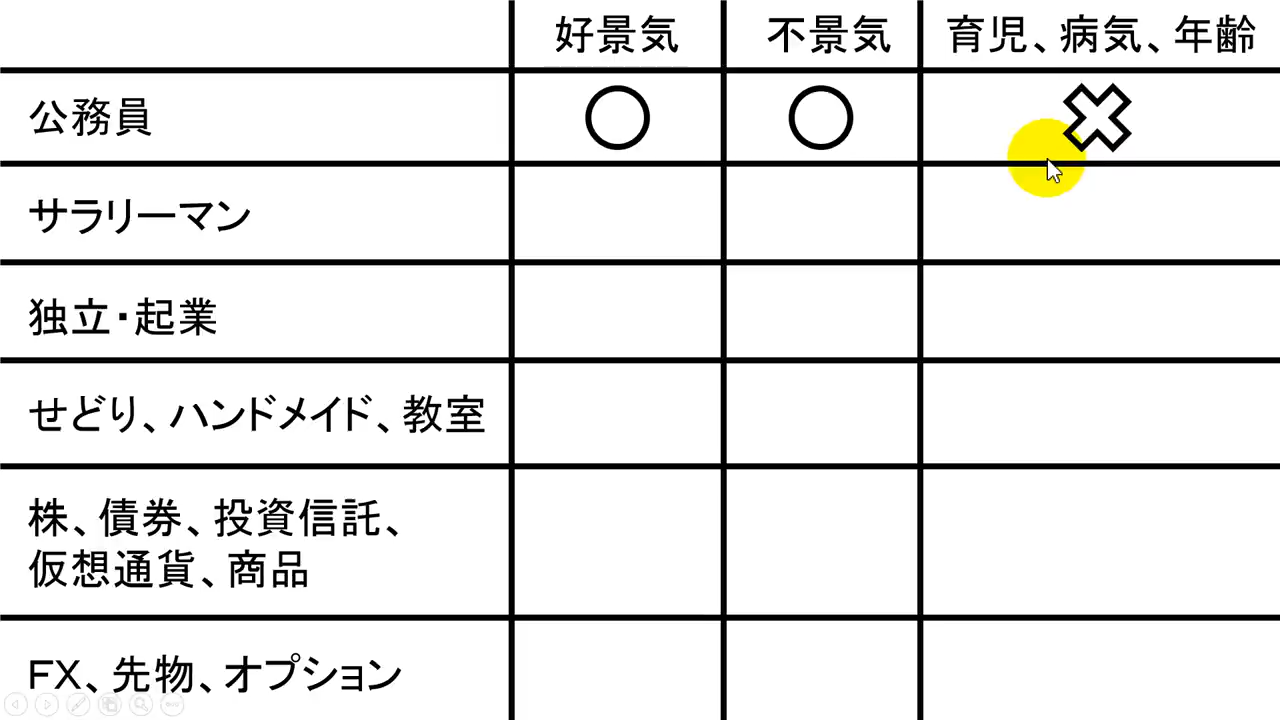 好景気 不景気 育児、病気、年齢
公務員 ○ ○ ✖
サラリーマン
独立・起業
せどり、ハンドメイド、教室
株、債券、投資信託、
仮想通貨、商品
FX、先物、オプション